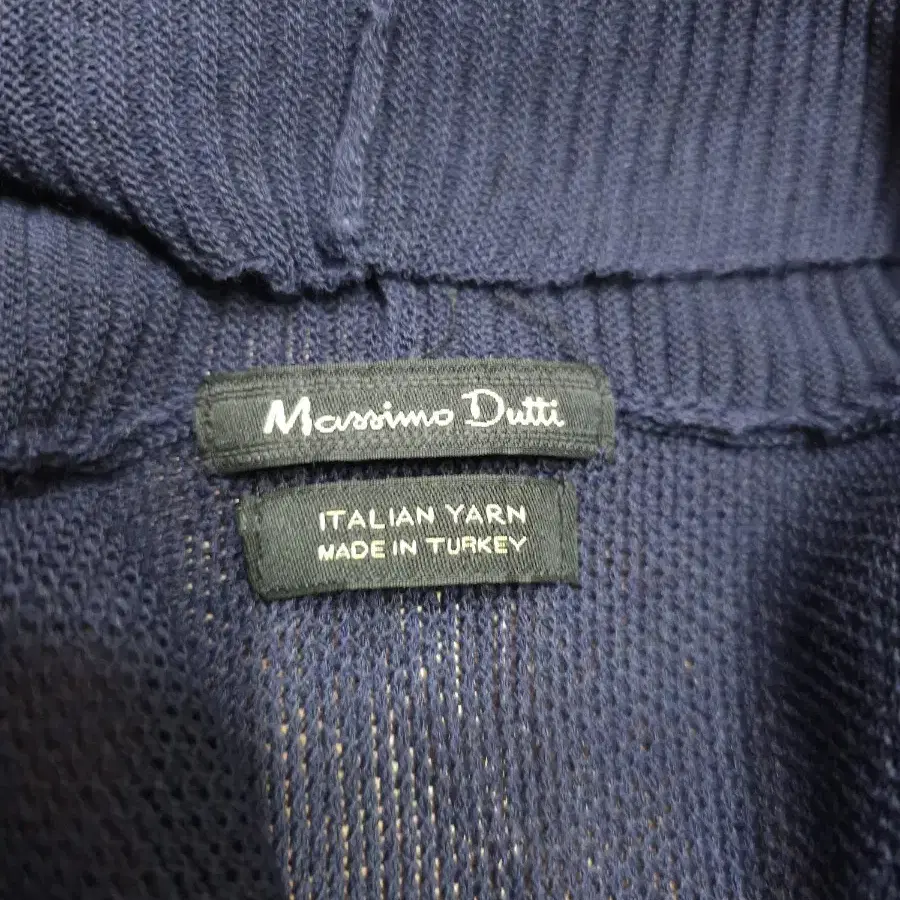 Massimo Dutti
ITALIAN YARN
MADE IN TURKEY